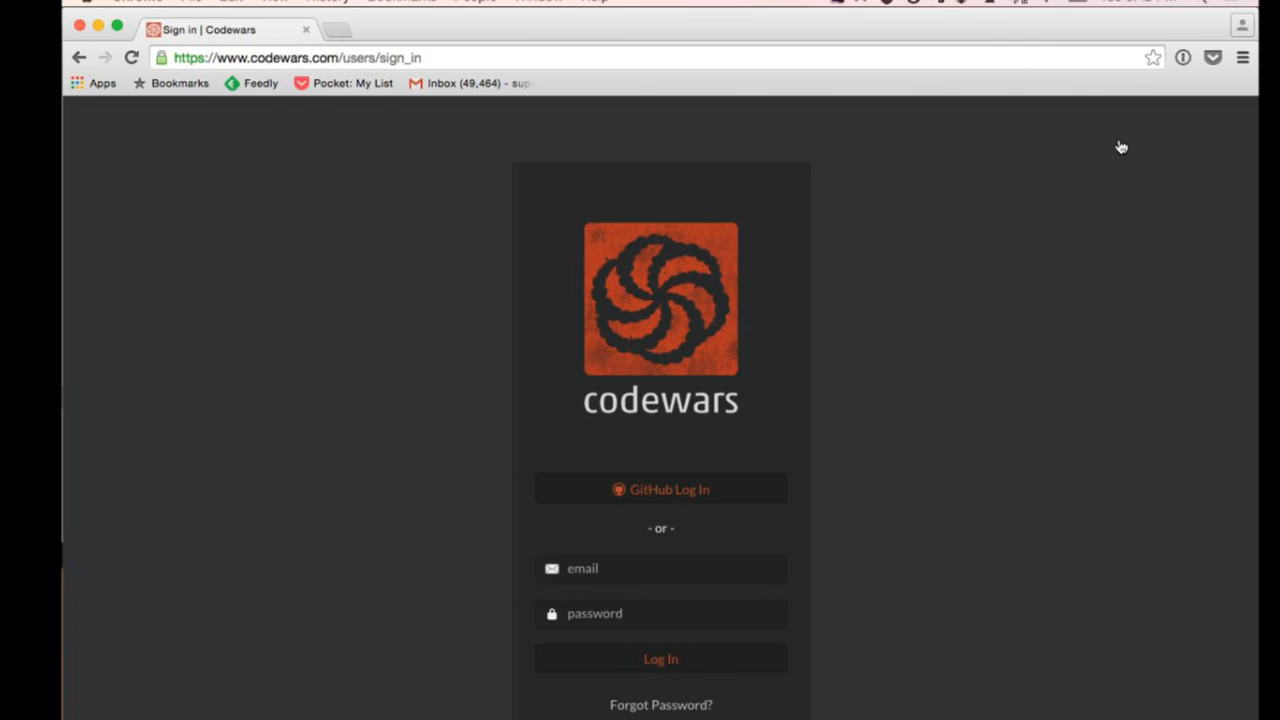 Sign in | Codewars
https://www.codewars.com/users/sign_in
Apps Bookmarks Feedly Pocket: My List Inbox (49,464) - sup
codewars
GitHub Log In
- or -
email
password
Log In
Forgot Password?